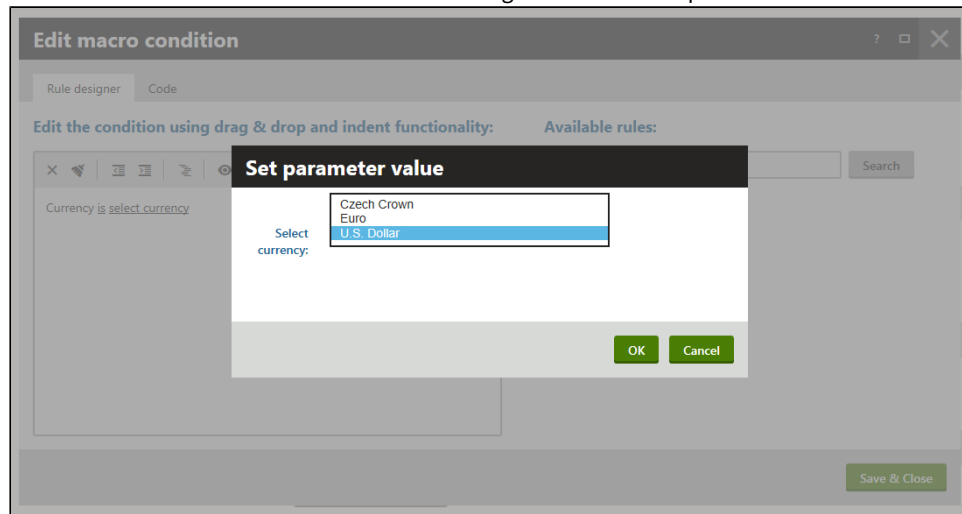 Edit macro condition
?
Rule designer Code
Edit the condition using drag & drop and indent functionality: Available rules:
Set parameter value
Search
Currency is select currency
Czech Crown
Euro
U.S. Dollar
Select
currency:
OK Cancel
Save & Close